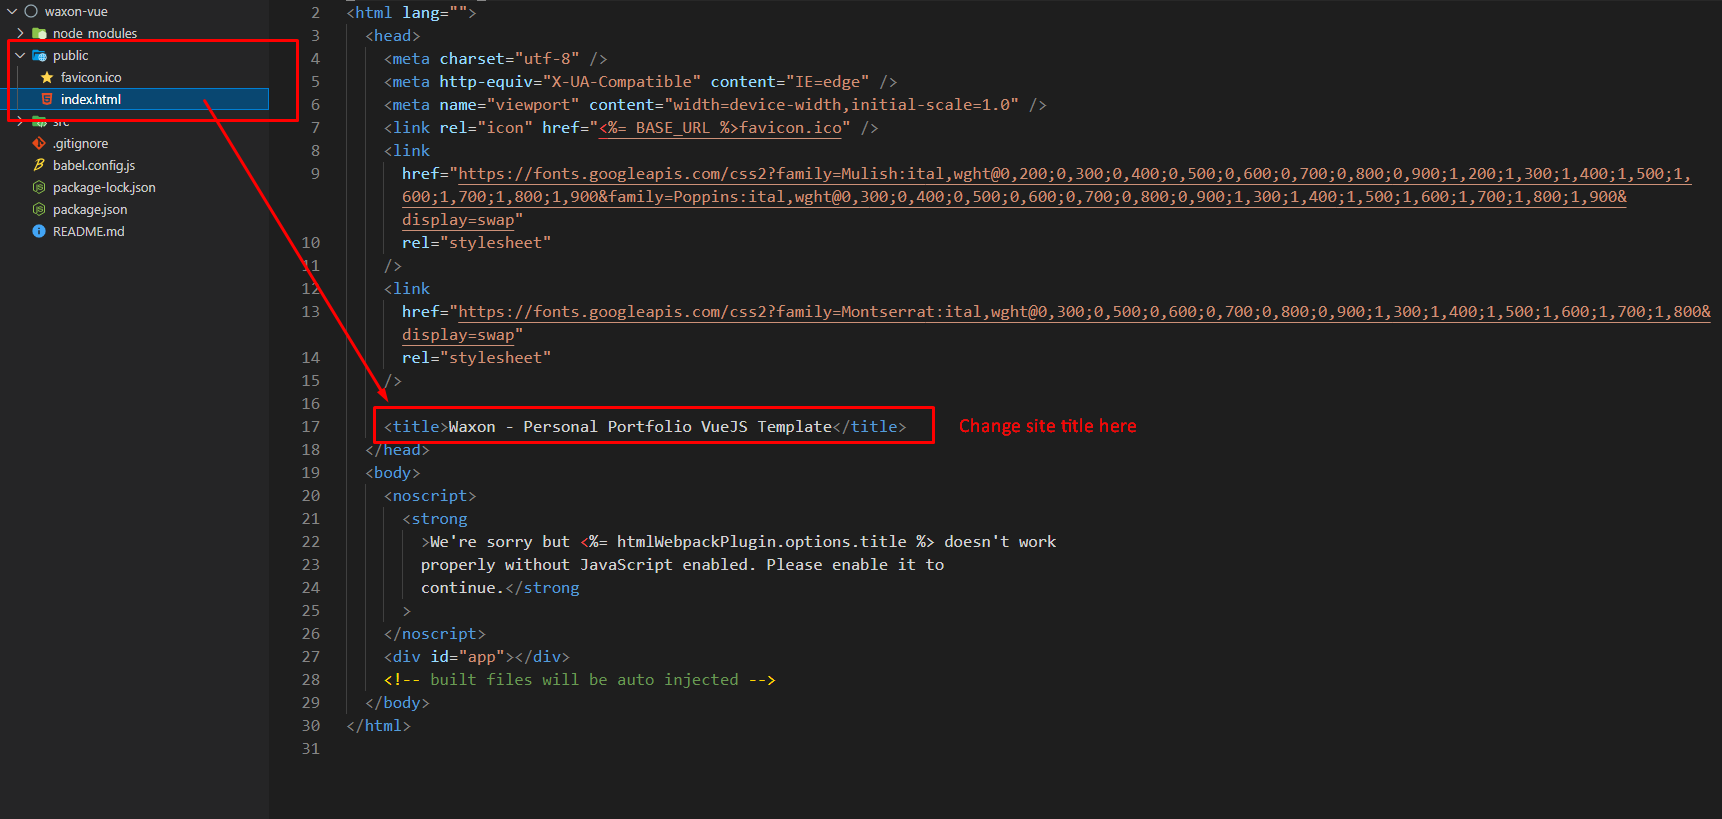 waxon-vue
node_modules
public
favicon.ico
index.html
src
.gitignore
babel.config.js
package-lock.json
package.json
README.md
2 <html lang="">
3 <head>
4 <meta charset="utf-8" />
5 <meta http-equiv="X-UA-Compatible" content="IE=edge" />
6 <meta name="viewport" content="width=device-width,initial-scale=1.0" />
7 <link rel="icon" href="<%= BASE_URL %>favicon.ico" />
8 <link
9 href="https://fonts.googleapis.com/css2?family=Mulish:ital,wght@0,200;0,300;0,400;0,500;0,600;0,700;0,800;0,900;1,200;1,300;1,400;1,500;1,
600;1,700;1,800;1,900&family=Poppins:ital,wght@0,300;0,400;0,500;0,600;0,700;0,800;0,900;1,300;1,400;1,500;1,600;1,700;1,800;1,900&
display=swap"
10 rel="stylesheet"
11 />
12 <link
13 href="https://fonts.googleapis.com/css2?family=Montserrat:ital,wght@0,300;0,500;0,600;0,700;0,800;0,900;1,300;1,400;1,500;1,600;1,700;1,800&
display=swap"
14 rel="stylesheet"
15 />
16
17 <title>Waxon - Personal Portfolio VueJS Template</title> Change site title here
18 </head>
19 <body>
20 <noscript>
21 <strong
22 >We're sorry but <%= htmlWebpackPlugin.options.title %> doesn't work
23 properly without JavaScript enabled. Please enable it to
24 continue.</strong
25 >
26 </noscript>
27 <div id="app"></div>
28 <!-- built files will be auto injected -->
29 </body>
30 </html>
31